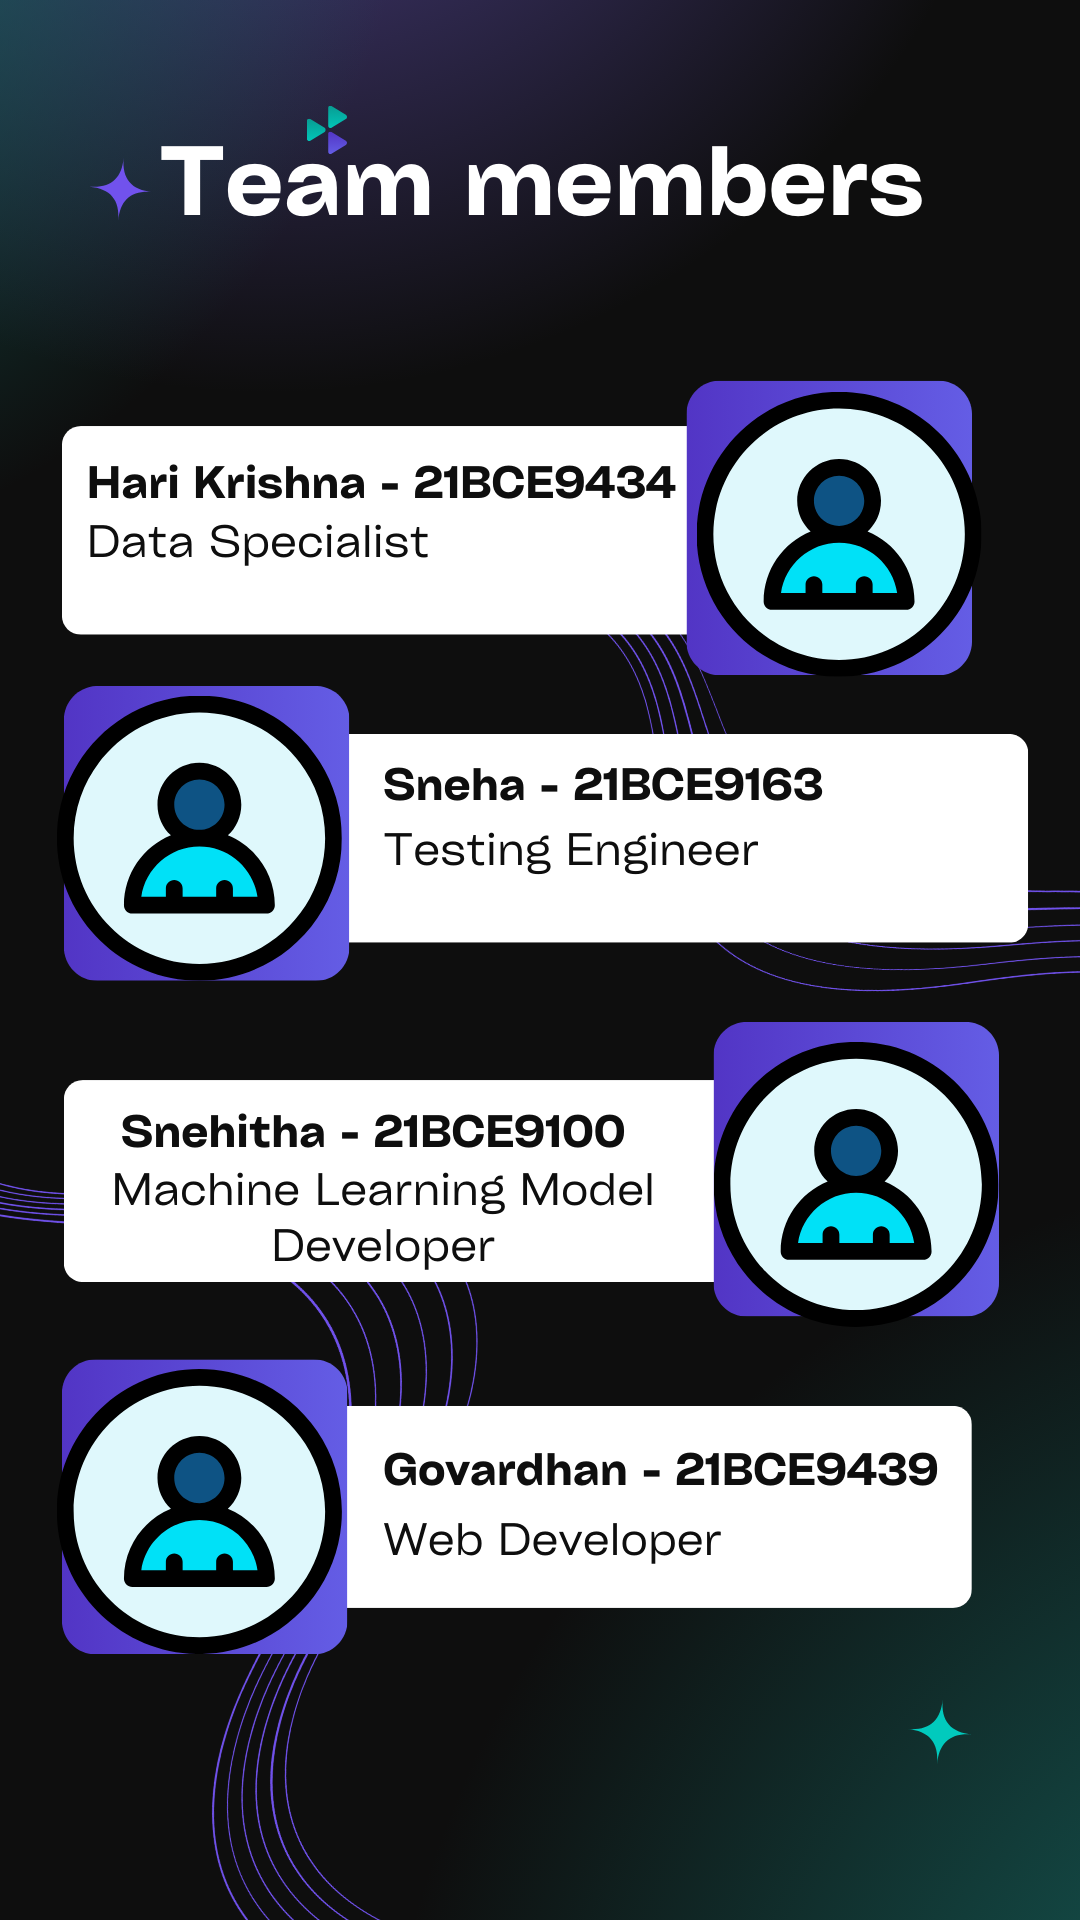 Team members
Hari Krishna - 21BCE9434
Data Specialist
Sneha - 21BCE9163
Testing Engineer
Snehitha - 21BCE9100
Machine Learning Model
Developer
Govardhan - 21BCE9439
Web Developer